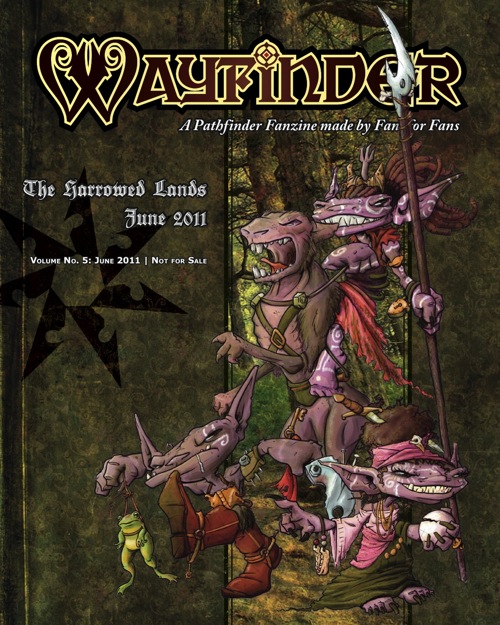 Wayfinder
A Pathfinder Fanzine made by Fans for Fans
The Harrowed Lands
June 2011
Volume No. 5: June 2011 | Not for Sale